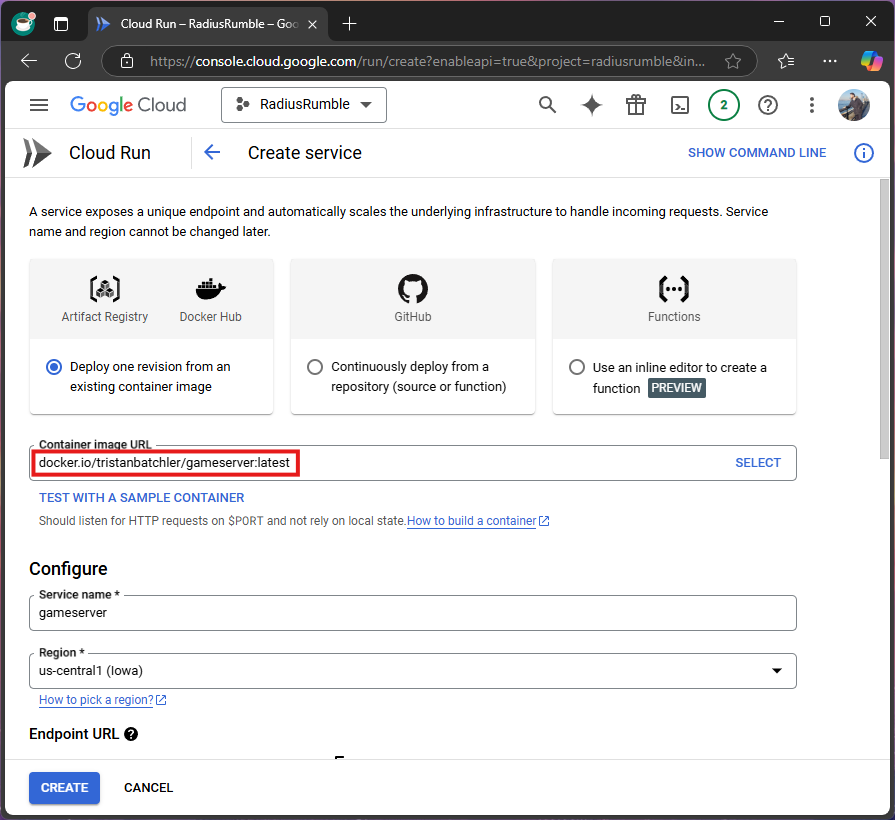 Cloud Run – RadiusRumble – Goo
https://console.cloud.google.com/run/create?enableapi=true&project=radiusrumble&in...
Google Cloud
RadiusRumble
2
Cloud Run
Create service
SHOW COMMAND LINE
A service exposes a unique endpoint and automatically scales the underlying infrastructure to handle incoming requests. Service
name and region cannot be changed later.
Artifact Registry
Docker Hub
GitHub
Functions
Deploy one revision from an
existing container image
Continuously deploy from a
repository (source or function)
Use an inline editor to create a
function PREVIEW
Container image URL
docker.io/tristanbatchler/gameserver:latest
SELECT
TEST WITH A SAMPLE CONTAINER
Should listen for HTTP requests on $PORT and not rely on local state. How to build a container
Configure
Service name *
gameserver
Region *
us-central1 (Iowa)
How to pick a region?
Endpoint URL
CREATE
CANCEL